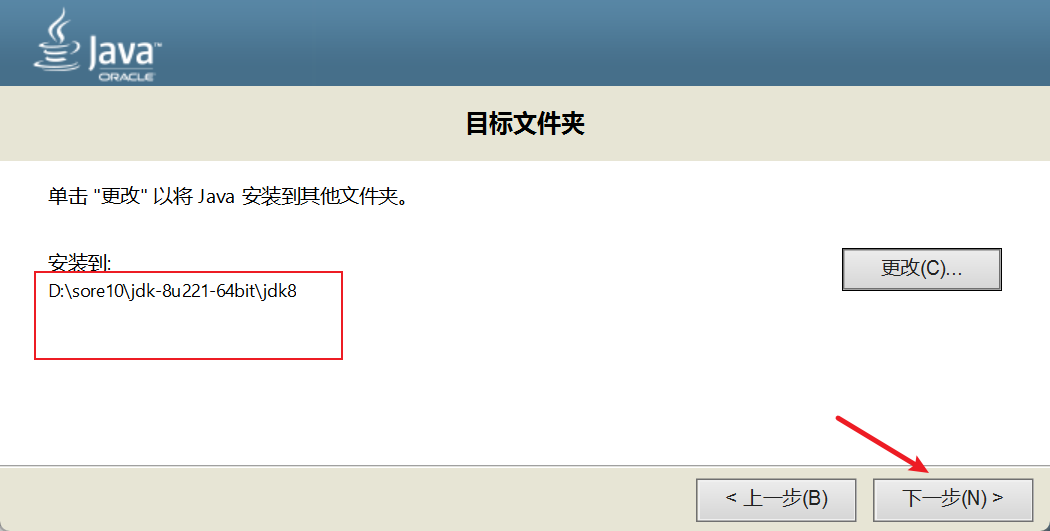 Java™
ORACLE
目标文件夹
单击 "更改" 以将 Java 安装到其他文件夹。
安装到:
更改(C)...
D:\sore10\jdk-8u221-64bit\jdk8
< 上一步(B)
下一步(N) >